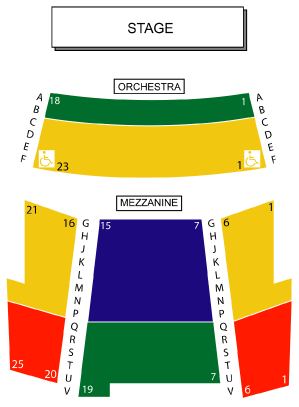 STAGE
ORCHESTRA
A 18 1 A
B B
C C
D D
E E
F 23 1 F
MEZZANINE
21 16 G 15 7 G 6 1
H H
J J
K K
L L
M M
N N
P P
Q Q
R R
S S
25 20 T 7 T 1
U U
V 19 V 6